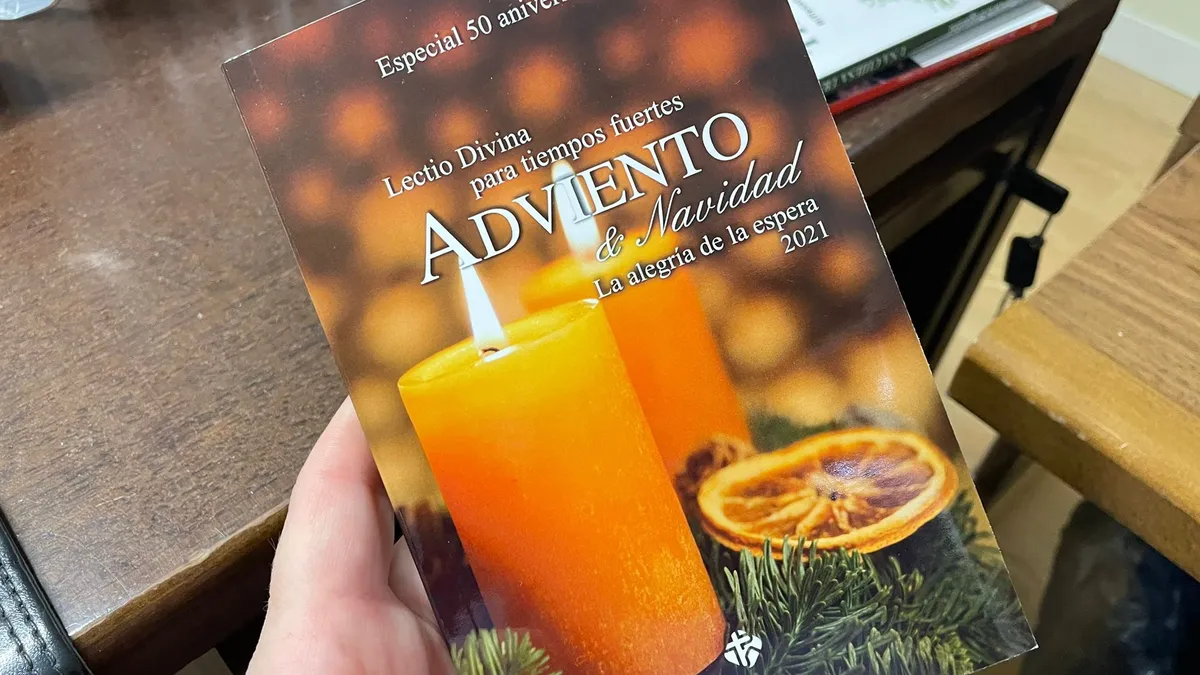 Especial 50
Lectio Divina
para tiempos fuertes
ADVIENTO
& Navidad
La alegría de la espera
2021